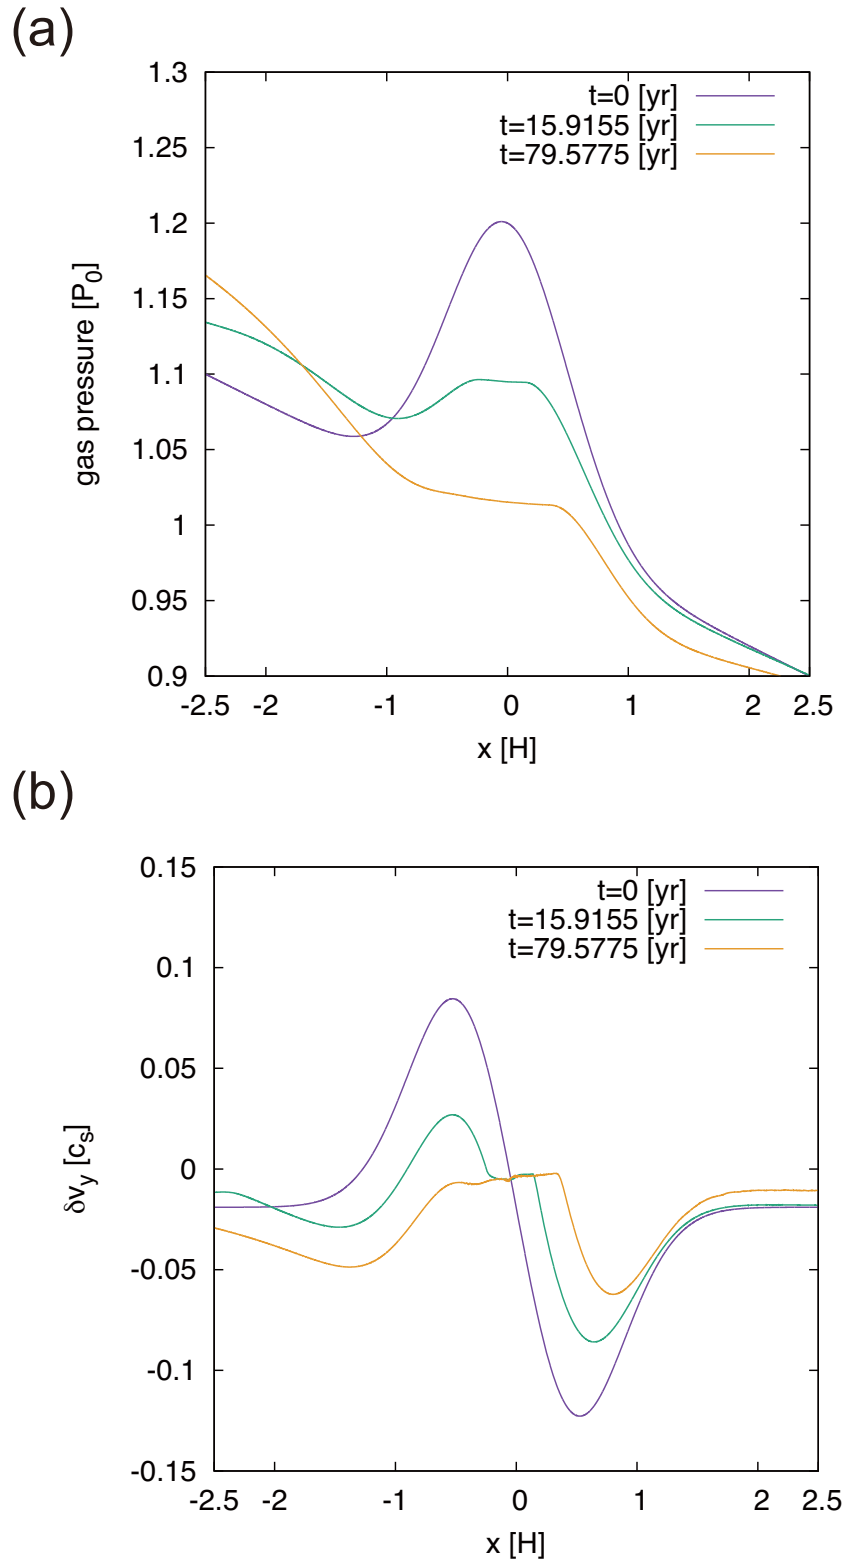 (a)
1.3
t=0 [yr]
t=15.9155 [yr]
t=79.5775 [yr]
1.25
1.2
1.15
1.1
1.05
1
0.95
0.9
gas pressure [P0]
-2.5 -2 -1 0 1 2 2.5
x [H]
(b)
0.15
t=0 [yr]
t=15.9155 [yr]
t=79.5775 [yr]
0.1
0.05
0
-0.05
-0.1
-0.15
δvy [cs]
-2.5 -2 -1 0 1 2 2.5
x [H]